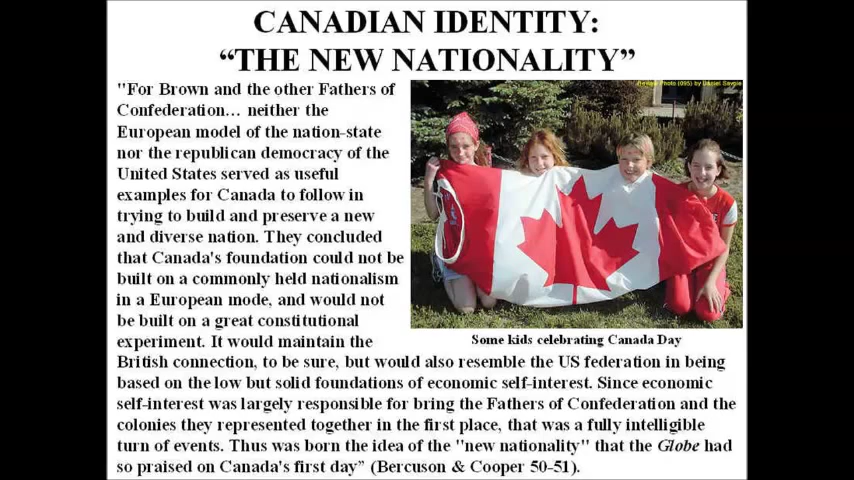 CANADIAN IDENTITY:
“THE NEW NATIONALITY”
"For Brown and the other Fathers of
Confederation… neither the
European model of the nation-state
nor the republican democracy of the
United States served as useful
examples for Canada to follow in
trying to build and preserve a new
and diverse nation. They concluded
that Canada's foundation could not be
built on a commonly held nationalism
in a European mode, and would not
be built on a great constitutional
experiment. It would maintain the
British connection, to be sure, but would also resemble the US federation in being
based on the low but solid foundations of economic self-interest. Since economic
self-interest was largely responsible for bring the Fathers of Confederation and the
colonies they represented together in the first place, that was a fully intelligible
turn of events. Thus was born the idea of the "new nationality" that the Globe had
so praised on Canada's first day” (Bercuson & Cooper 50-51).
Photo (095) by Daniel Savoie
Some kids celebrating Canada Day